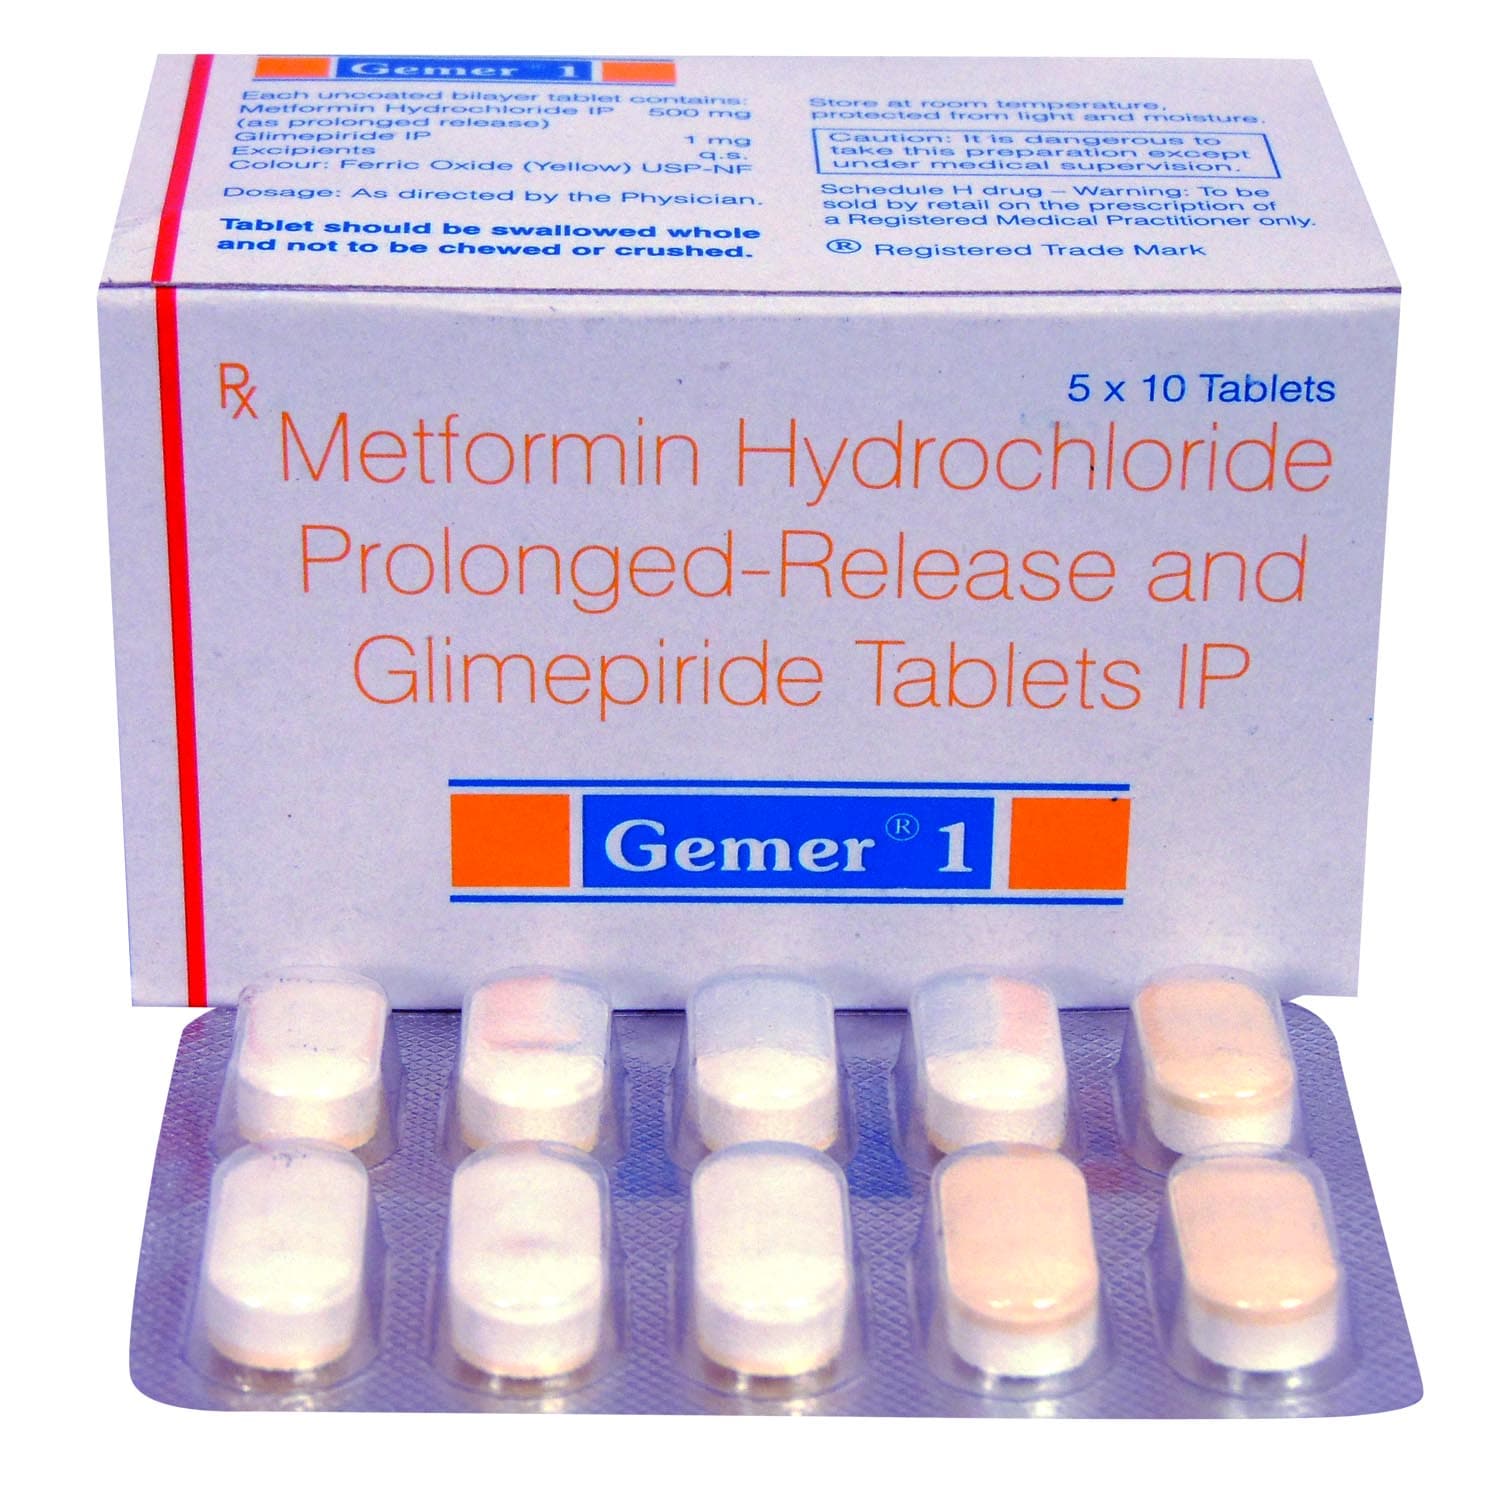 Gemer 1
Each uncoated bilayer tablet contains:
Metformin Hydrochloride IP 500 mg
(as prolonged release)
Glimepiride IP 1 mg
Excipients q.s.
Colour: Ferric Oxide (Yellow) USP-NF
Dosage: As directed by the Physician.
Tablet should be swallowed whole
and not to be chewed or crushed.
Store at room temperature,
protected from light and moisture.
Caution: It is dangerous to
take this preparation except
under medical supervision.
Schedule H drug – Warning: To be
sold by retail on the prescription of
a Registered Medical Practitioner only.
® Registered Trade Mark
Rx
5 x 10 Tablets
Metformin Hydrochloride
Prolonged-Release and
Glimepiride Tablets IP
Gemer® 1